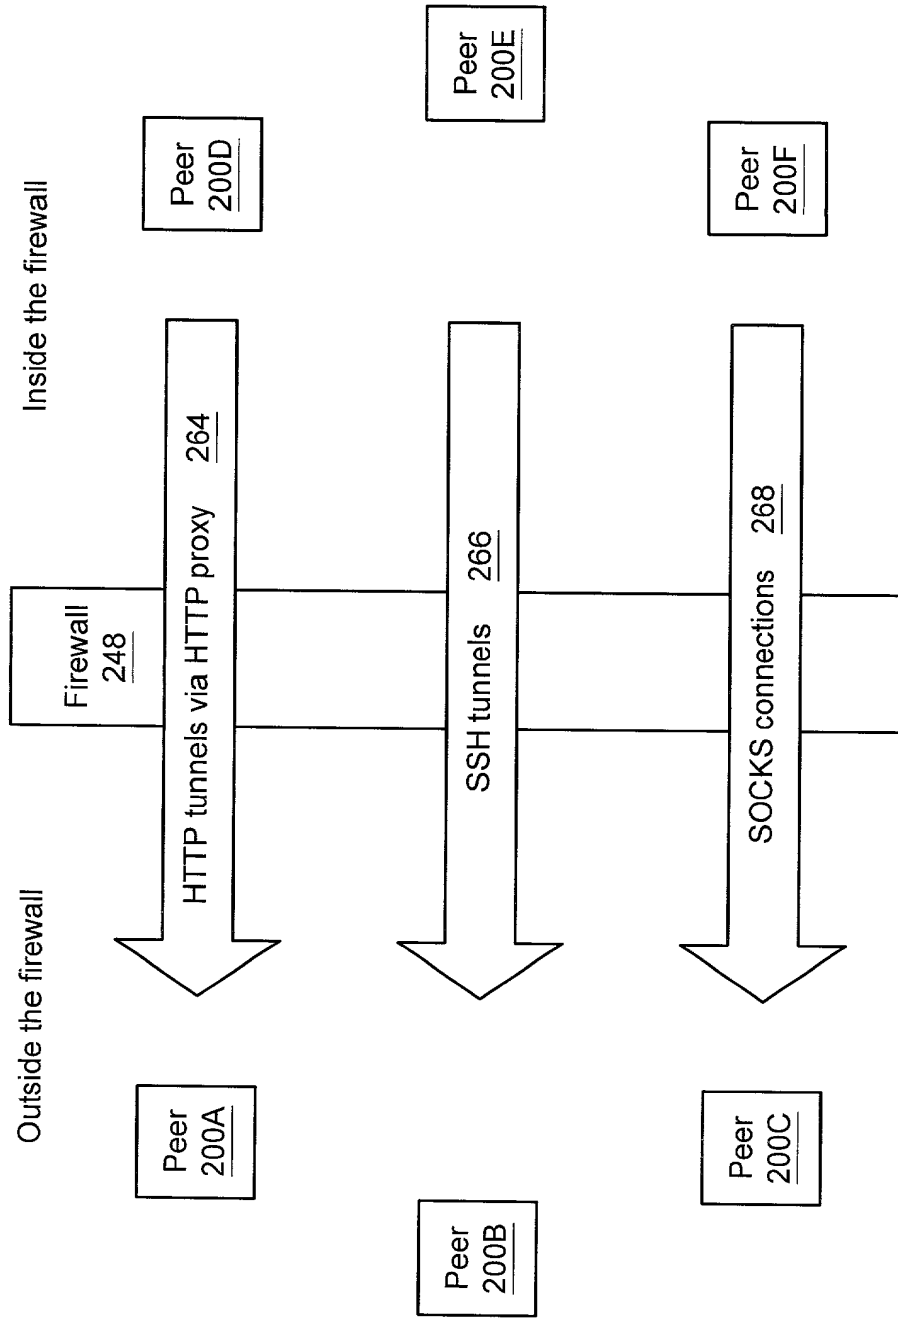 Outside the firewall
Inside the firewall
Firewall
248
Peer
200A
HTTP tunnels via HTTP proxy 264
Peer
200D
Peer
200B
SSH tunnels 266
Peer
200E
Peer
200C
SOCKS connections 268
Peer
200F